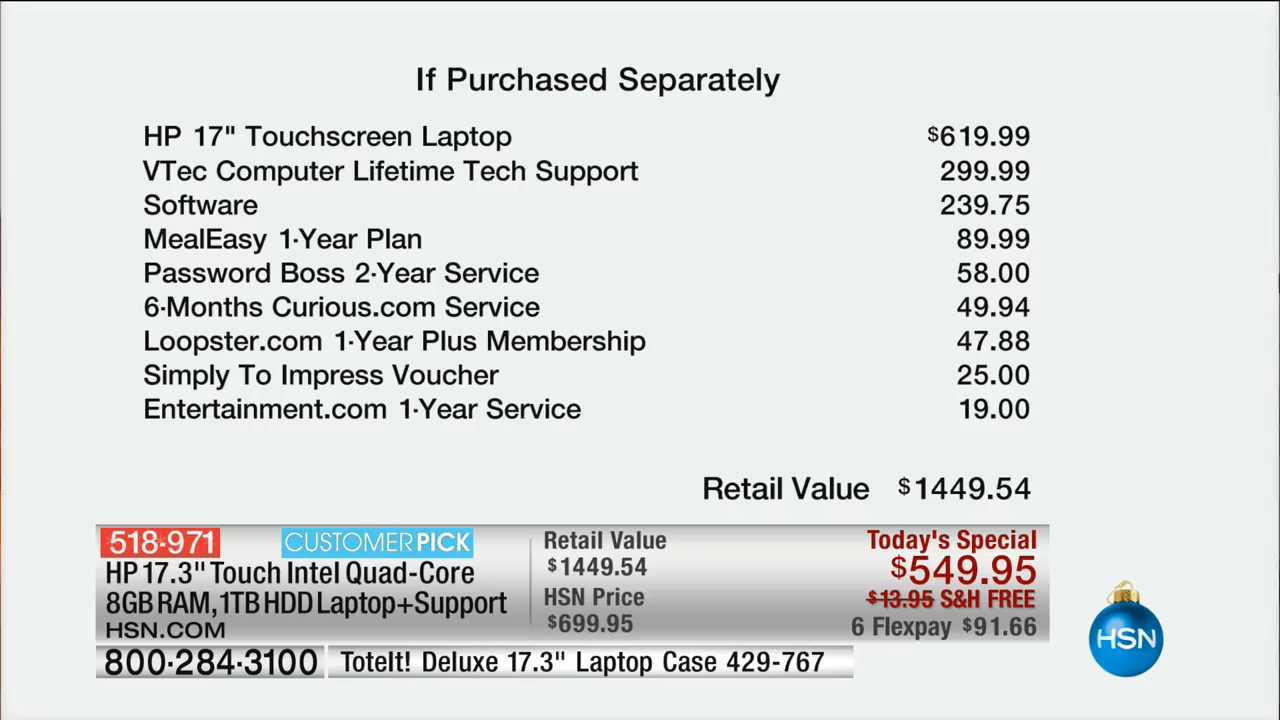 If Purchased Separately
HP 17" Touchscreen Laptop $619.99
VTec Computer Lifetime Tech Support 299.99
Software 239.75
MealEasy 1-Year Plan 89.99
Password Boss 2-Year Service 58.00
6-Months Curious.com Service 49.94
Loopster.com 1-Year Plus Membership 47.88
Simply To Impress Voucher 25.00
Entertainment.com 1-Year Service 19.00
Retail Value $1449.54
518-971 CUSTOMER PICK
HP 17.3" Touch Intel Quad-Core
8GB RAM, 1TB HDD Laptop+Support
HSN.COM
Retail Value
$1449.54
HSN Price
$699.95
Today's Special
$549.95
$13.95 S&H FREE
6 Flexpay $91.66
800-284-3100 ToteIt! Deluxe 17.3" Laptop Case 429-767
HSN